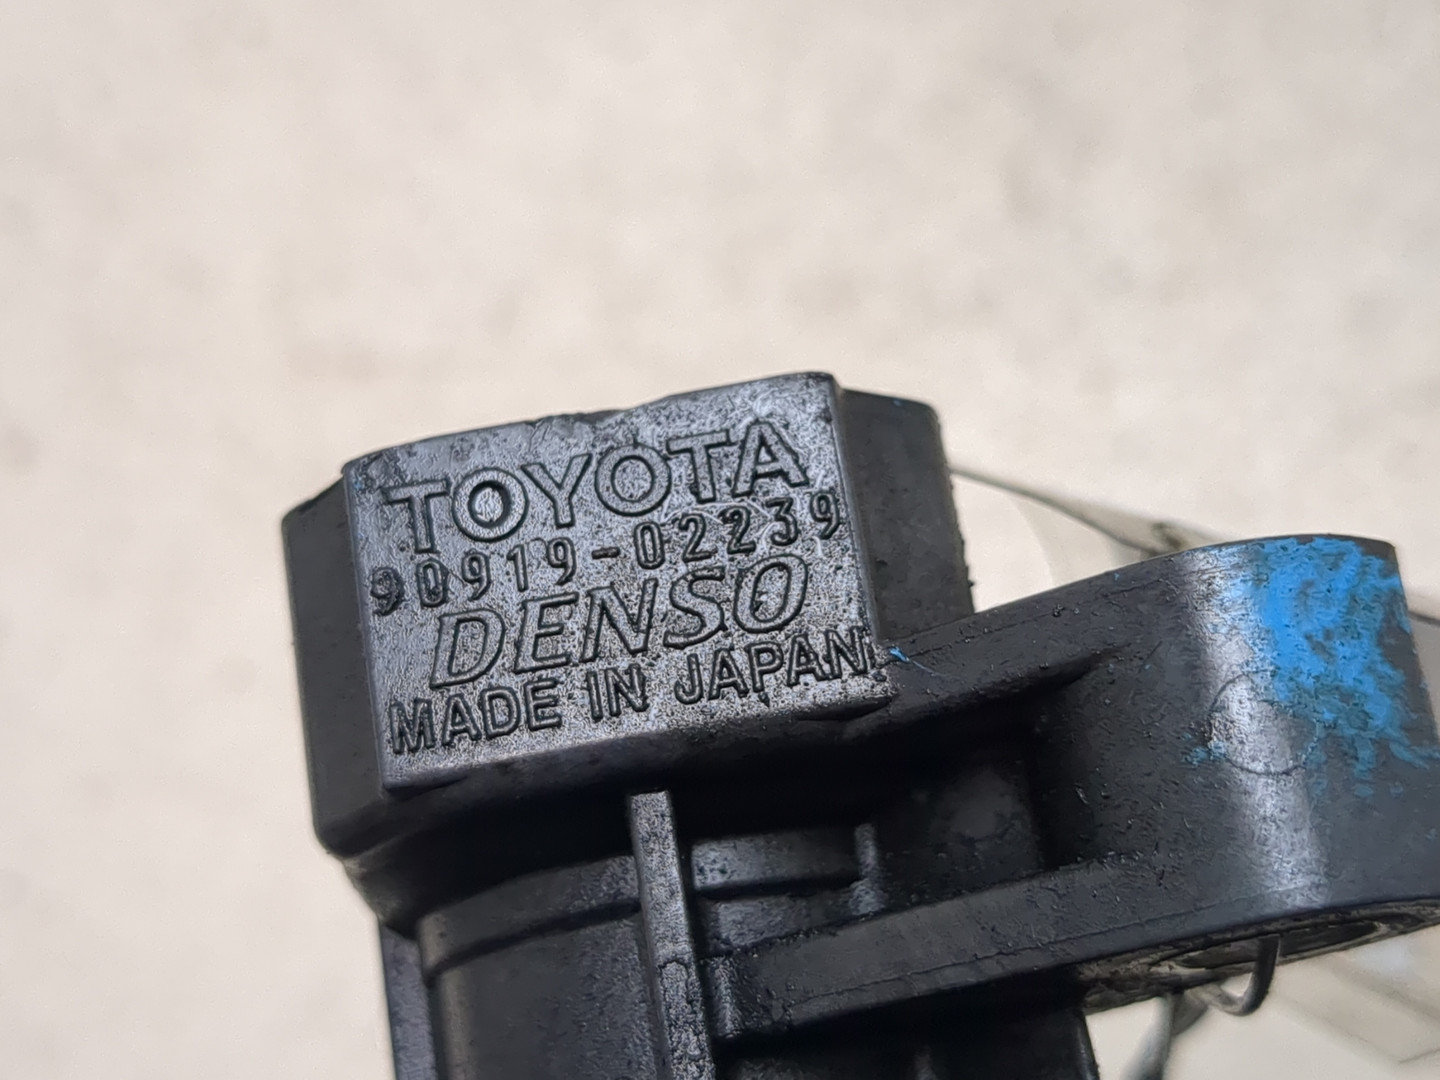 TOYOTA
90919-02239
DENSO
MADE IN JAPAN